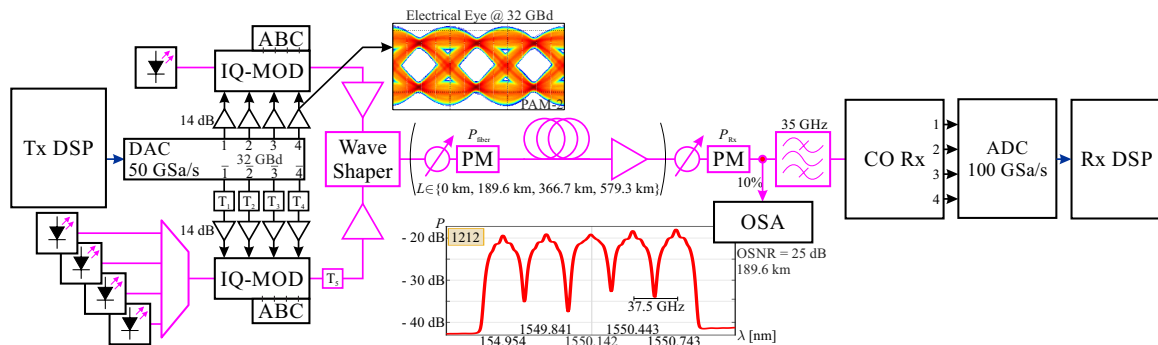 Electrical Eye @ 32 GBd
ABC
IQ-MOD
PAM-2
14 dB
1 2 3 4
Tx DSP
DAC
50 GSa/s
32 GBd
1̅ 2̅ 3̅ 4̅
T₁ T₂ T₃ T₄
14 dB
IQ-MOD
ABC
T₅
Wave
Shaper
P_fiber
PM
L∈{0 km, 189.6 km, 366.7 km, 579.3 km}
P_Rx
PM
10%
35 GHz
OSA
OSNR = 25 dB
189.6 km
CO Rx
1
2
3
4
ADC
100 GSa/s
Rx DSP
P
1212
- 20 dB
- 30 dB
- 40 dB
37.5 GHz
1549.841 1550.443
154.954 1550.142 1550.743
λ [nm]